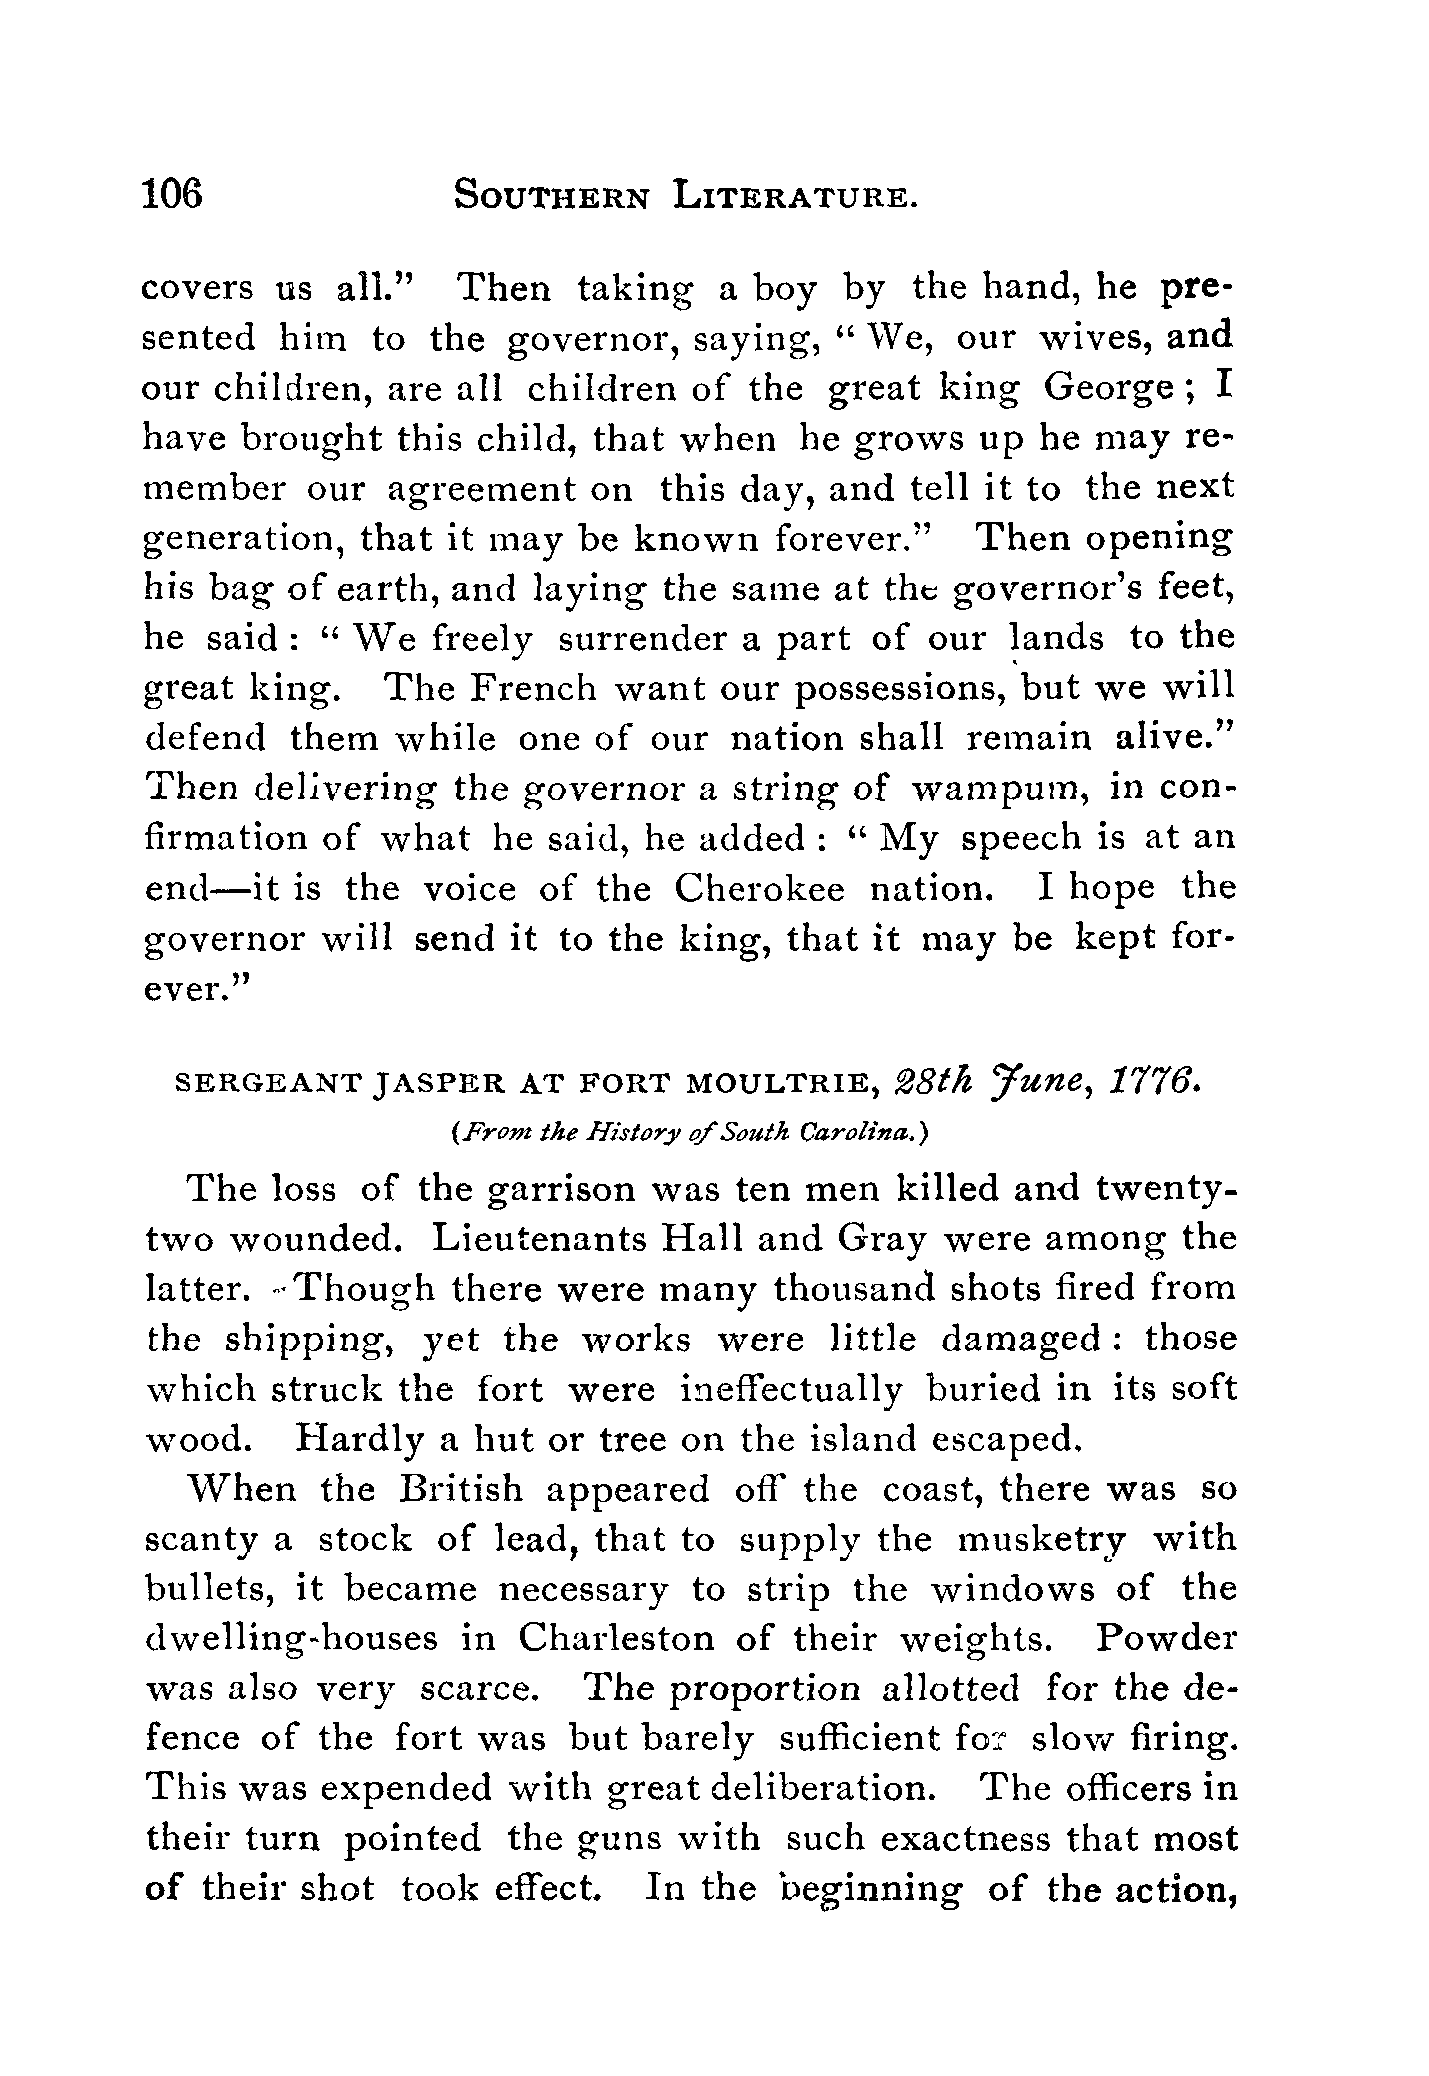 106 SOUTHERN LITERATURE.
covers us all.” Then taking a boy by the hand, he pre-
sented him to the governor, saying, “ We, our wives, and
our children, are all children of the great king George ; I
have brought this child, that when he grows up he may re-
member our agreement on this day, and tell it to the next
generation, that it may be known forever.” Then opening
his bag of earth, and laying the same at the governor's feet,
he said : “ We freely surrender a part of our lands to the
great king. The French want our possessions, but we will
defend them while one of our nation shall remain alive.”
Then delivering the governor a string of wampum, in con-
firmation of what he said, he added : “ My speech is at an
end—it is the voice of the Cherokee nation. I hope the
governor will send it to the king, that it may be kept for-
ever.”
SERGEANT JASPER AT FORT MOULTRIE, 28th June, 1776.
(From the History of South Carolina.)
The loss of the garrison was ten men killed and twenty-
two wounded. Lieutenants Hall and Gray were among the
latter. Though there were many thousand shots fired from
the shipping, yet the works were little damaged : those
which struck the fort were ineffectually buried in its soft
wood. Hardly a hut or tree on the island escaped.
When the British appeared off the coast, there was so
scanty a stock of lead, that to supply the musketry with
bullets, it became necessary to strip the windows of the
dwelling-houses in Charleston of their weights. Powder
was also very scarce. The proportion allotted for the de-
fence of the fort was but barely sufficient for slow firing.
This was expended with great deliberation. The officers in
their turn pointed the guns with such exactness that most
of their shot took effect. In the beginning of the action,